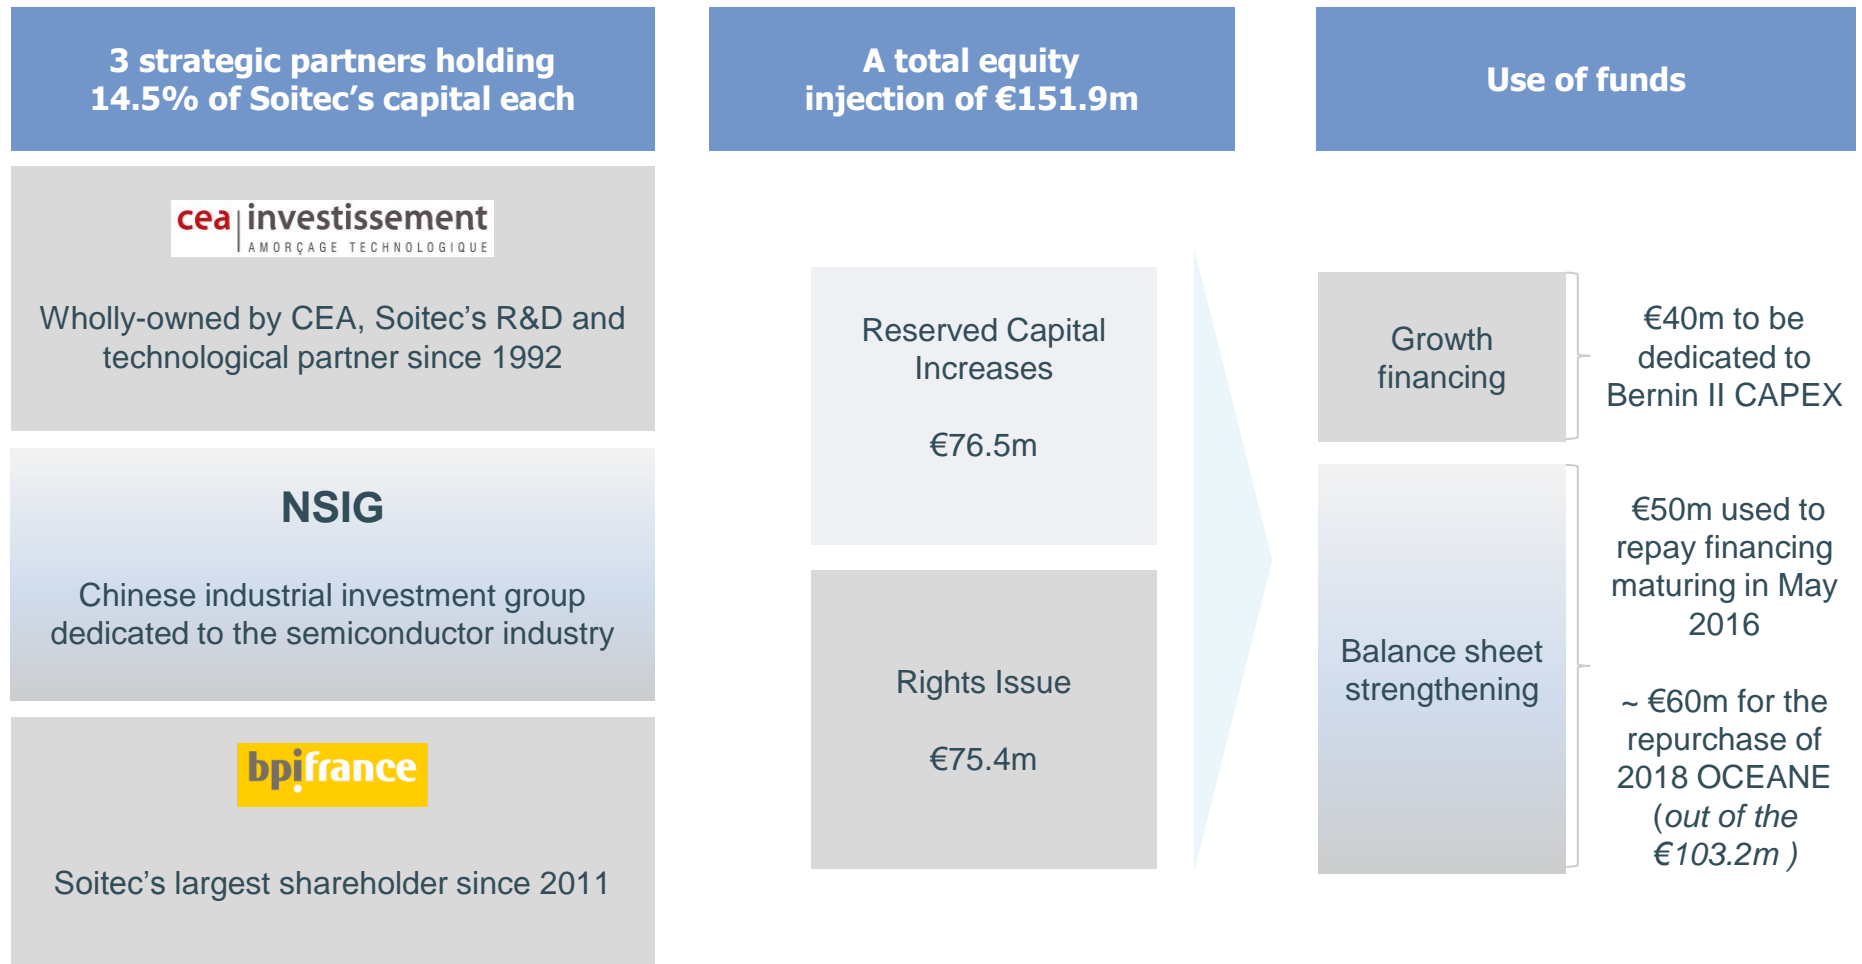 3 strategic partners holding
14.5% of Soitec’s capital each
cea investissement
AMORÇAGE TECHNOLOGIQUE
Wholly-owned by CEA, Soitec’s R&D and
technological partner since 1992
NSIG
Chinese industrial investment group
dedicated to the semiconductor industry
bpifrance
Soitec’s largest shareholder since 2011
A total equity
injection of €151.9m
Reserved Capital
Increases
€76.5m
Rights Issue
€75.4m
Use of funds
Growth
financing
€40m to be
dedicated to
Bernin II CAPEX
Balance sheet
strengthening
€50m used to
repay financing
maturing in May
2016
~ €60m for the
repurchase of
2018 OCEANE
(out of the
€103.2m )